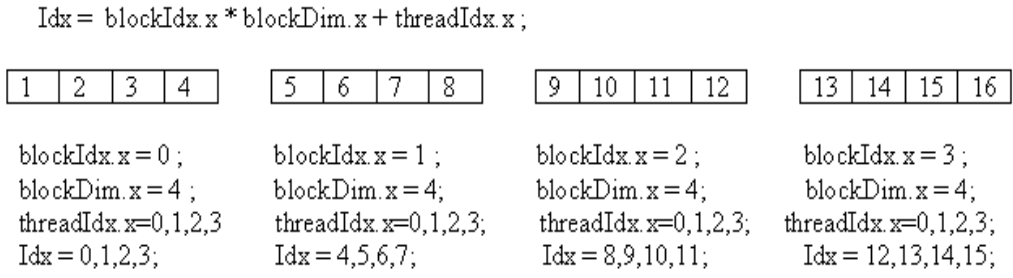 Idx = blockIdx.x * blockDim.x + threadIdx.x ;
1 2 3 4 5 6 7 8 9 10 11 12 13 14 15 16
blockIdx.x = 0 ; blockIdx.x = 1 ; blockIdx.x = 2 ; blockIdx.x = 3 ;
blockDim.x = 4 ; blockDim.x = 4; blockDim.x = 4; blockDim.x = 4;
threadIdx.x=0,1,2,3 threadIdx.x=0,1,2,3; threadIdx.x=0,1,2,3; threadIdx.x=0,1,2,3;
Idx = 0,1,2,3; Idx = 4,5,6,7; Idx = 8,9,10,11; Idx = 12,13,14,15;